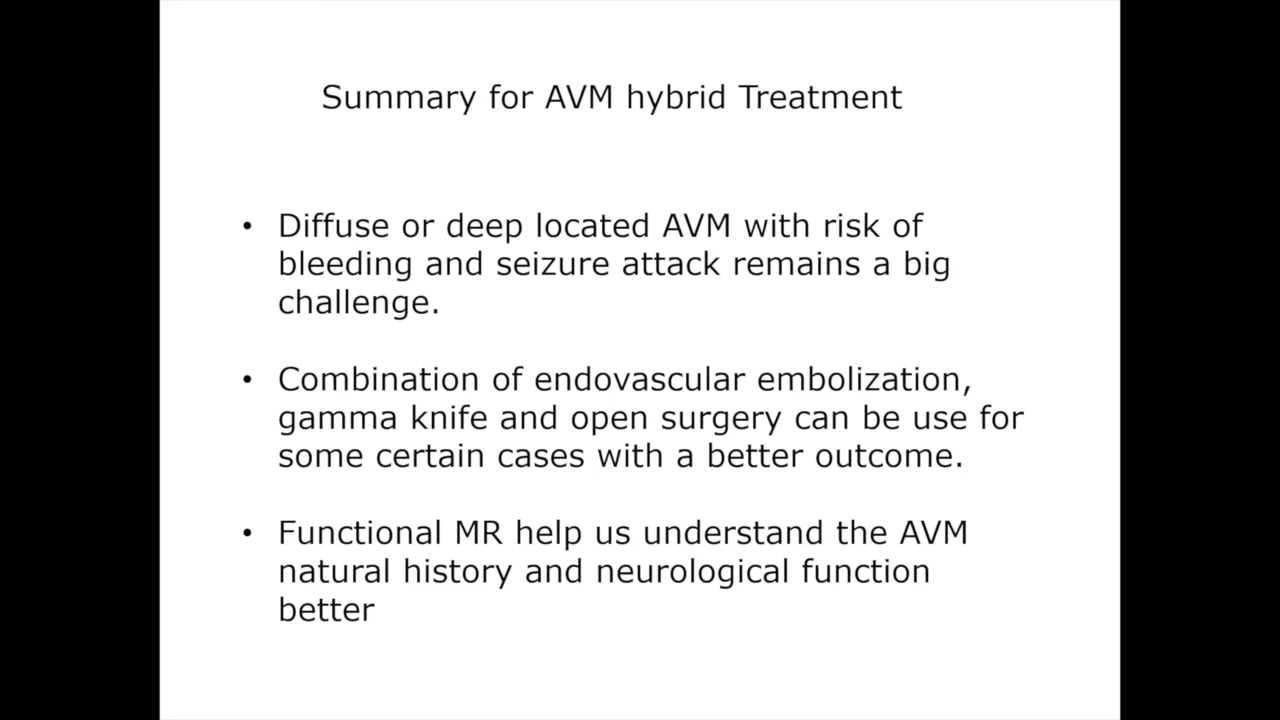 Summary for AVM hybrid Treatment
• Diffuse or deep located AVM with risk of
bleeding and seizure attack remains a big
challenge.
• Combination of endovascular embolization,
gamma knife and open surgery can be use for
some certain cases with a better outcome.
• Functional MR help us understand the AVM
natural history and neurological function
better